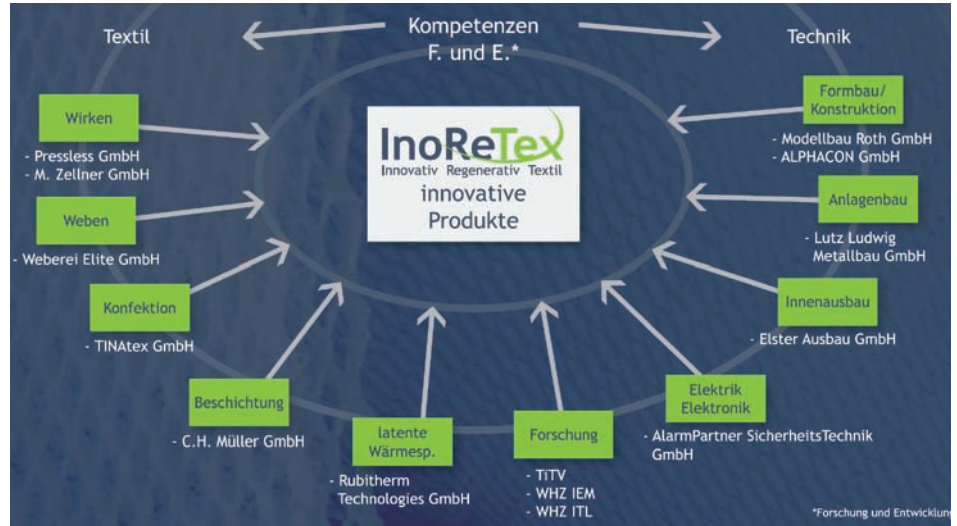 Textil
Kompetenzen
F. und E.*
Technik
Wirken
- Pressless GmbH
- M. Zellner GmbH
Weben
- Weberei Elite GmbH
Konfektion
- TINAtex GmbH
Beschichtung
- C.H. Müller GmbH
latente
Wärmesp.
- Rubitherm
Technologies GmbH
Forschung
- TiTV
- WHZ IEM
- WHZ ITL
Elektrik
Elektronik
- AlarmPartner SicherheitsTechnik
GmbH
Innenausbau
- Elster Ausbau GmbH
Anlagenbau
- Lutz Ludwig
Metallbau GmbH
Formbau/
Konstruktion
- Modellbau Roth GmbH
- ALPHACON GmbH
InoReTex
Innovativ Regenerativ Textil
innovative
Produkte
*Forschung und Entwicklung